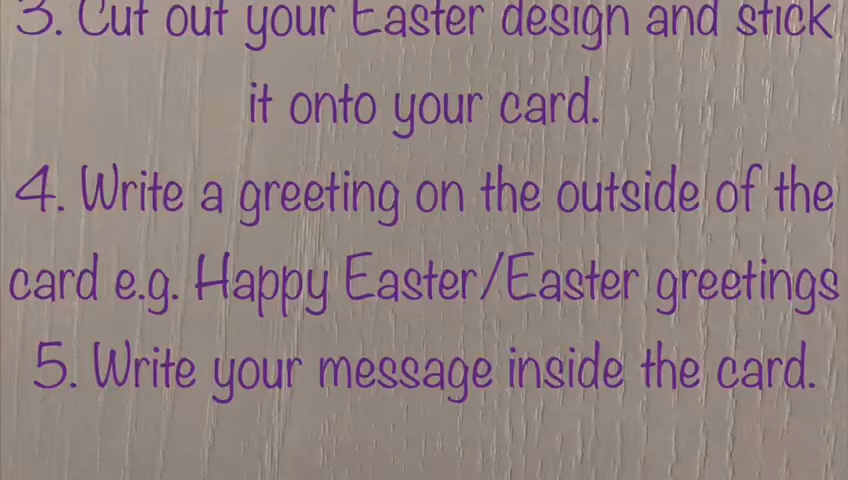 3. Cut out your Easter design and stick
it onto your card.
4. Write a greeting on the outside of the
card e.g. Happy Easter/Easter greetings
5. Write your message inside the card.